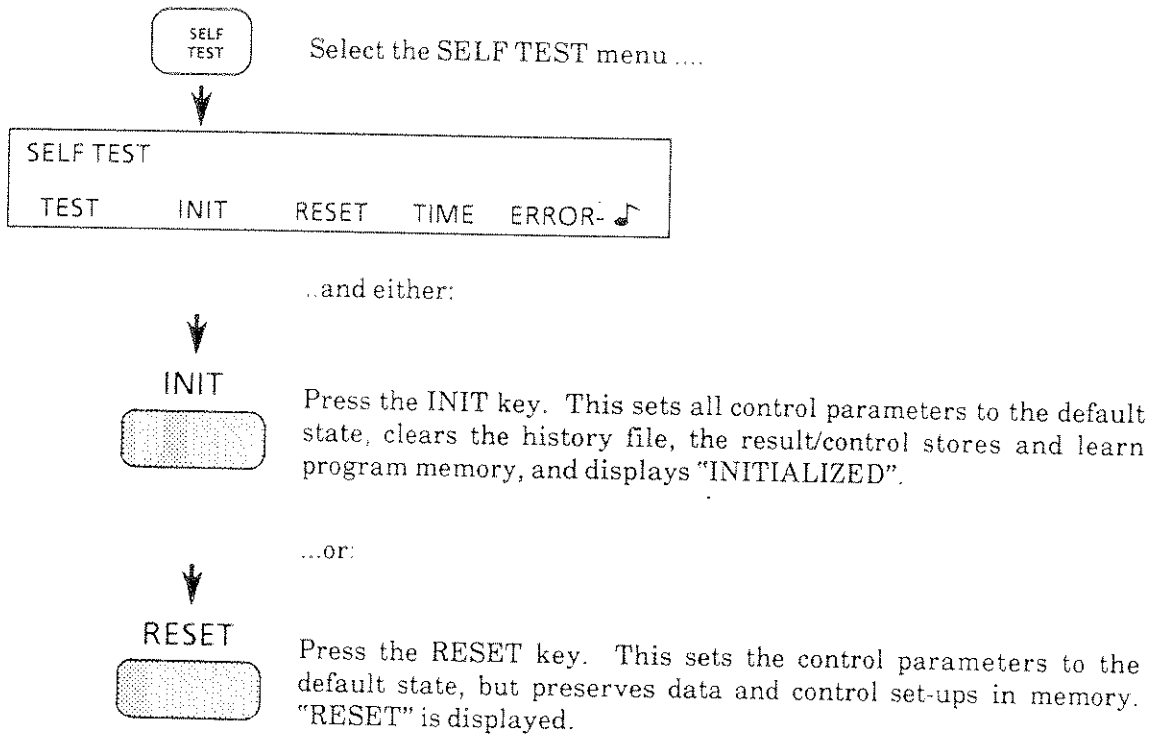 SELF
TEST
Select the SELF TEST menu ....
SELF TEST
TEST INIT RESET TIME ERROR- ♪
..and either:
INIT
Press the INIT key. This sets all control parameters to the default
state, clears the history file, the result/control stores and learn
program memory, and displays "INITIALIZED".
...or:
RESET
Press the RESET key. This sets the control parameters to the
default state, but preserves data and control set-ups in memory.
"RESET" is displayed.